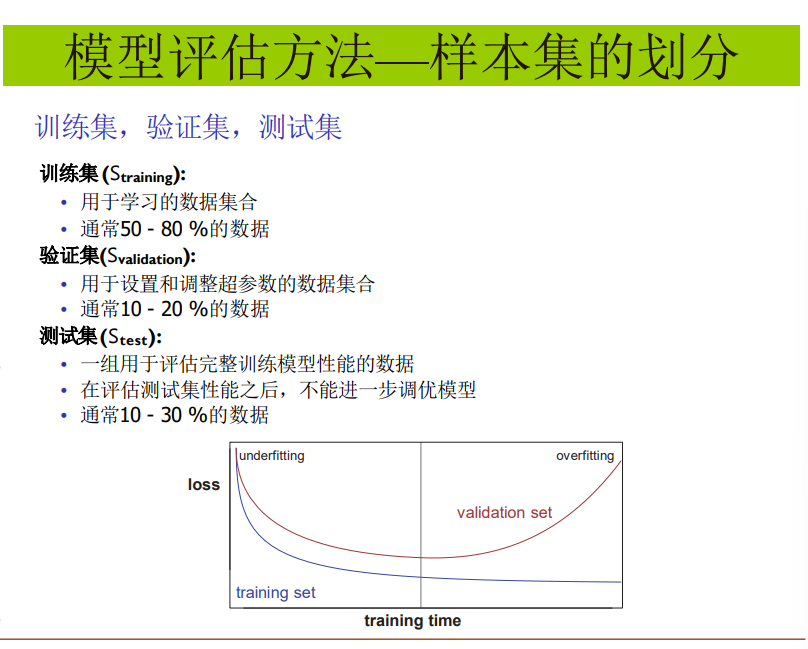 模型评估方法—样本集的划分
训练集，验证集，测试集
训练集(Straining):
• 用于学习的数据集合
• 通常50 - 80 %的数据
验证集(Svalidation):
• 用于设置和调整超参数的数据集合
• 通常10 - 20 %的数据
测试集(Stest):
• 一组用于评估完整训练模型性能的数据
• 在评估测试集性能之后，不能进一步调优模型
• 通常10 - 30 %的数据
underfitting
overfitting
loss
validation set
training set
training time